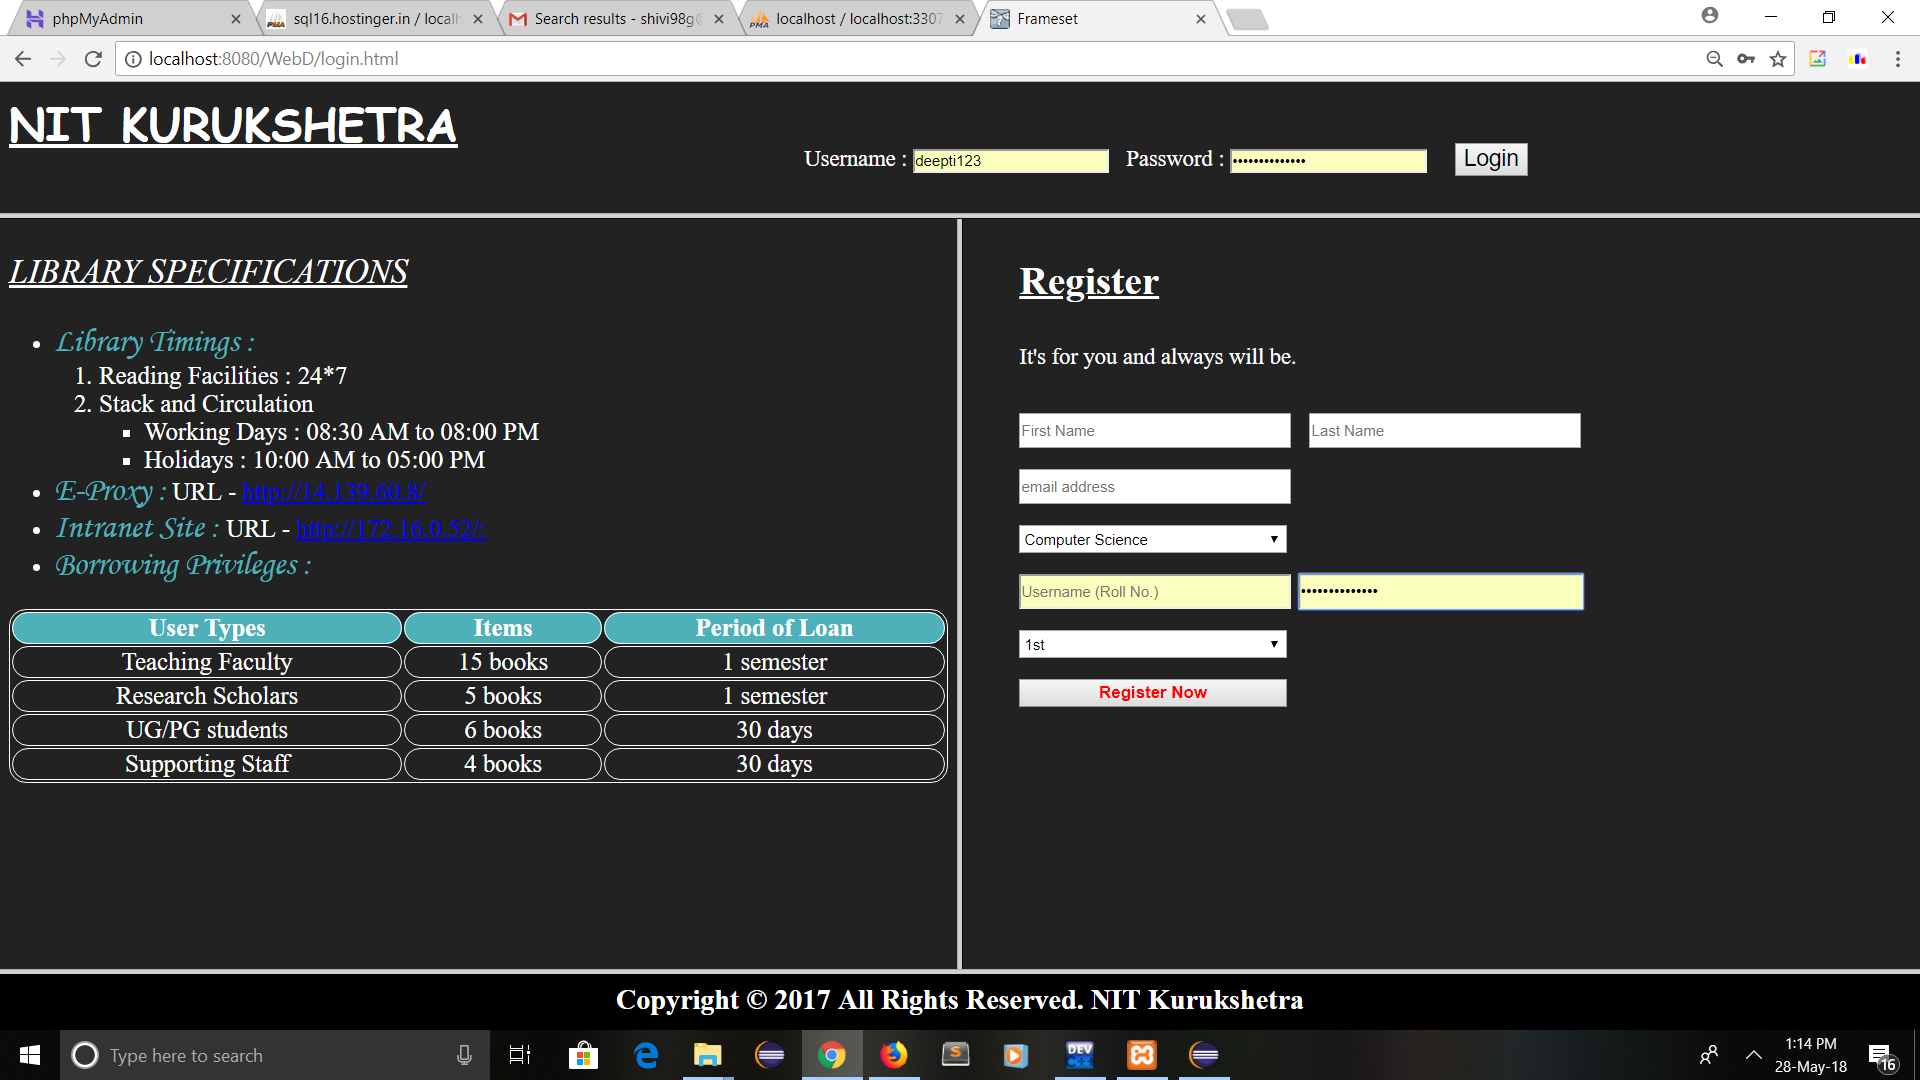 phpMyAdmin
sql16.hostinger.in / localh
Search results - shivi98g@
localhost / localhost:3307
Frameset
localhost:8080/WebD/login.html
NIT KURUKSHETRA
Username : deepti123 Password : •••••••••••••• Login
LIBRARY SPECIFICATIONS
• Library Timings :
1. Reading Facilities : 24*7
2. Stack and Circulation
▪ Working Days : 08:30 AM to 08:00 PM
▪ Holidays : 10:00 AM to 05:00 PM
• E-Proxy : URL - http://14.139.60.8/
• Intranet Site : URL - http://172.16.0.52/:
• Borrowing Privileges :
User Types Items Period of Loan
Teaching Faculty 15 books 1 semester
Research Scholars 5 books 1 semester
UG/PG students 6 books 30 days
Supporting Staff 4 books 30 days
Register
It's for you and always will be.
First Name Last Name
email address
Computer Science
Username (Roll No.) ••••••••••••••
1st
Register Now
Copyright © 2017 All Rights Reserved. NIT Kurukshetra
Type here to search
DEV C++
1:14 PM
28-May-18
16